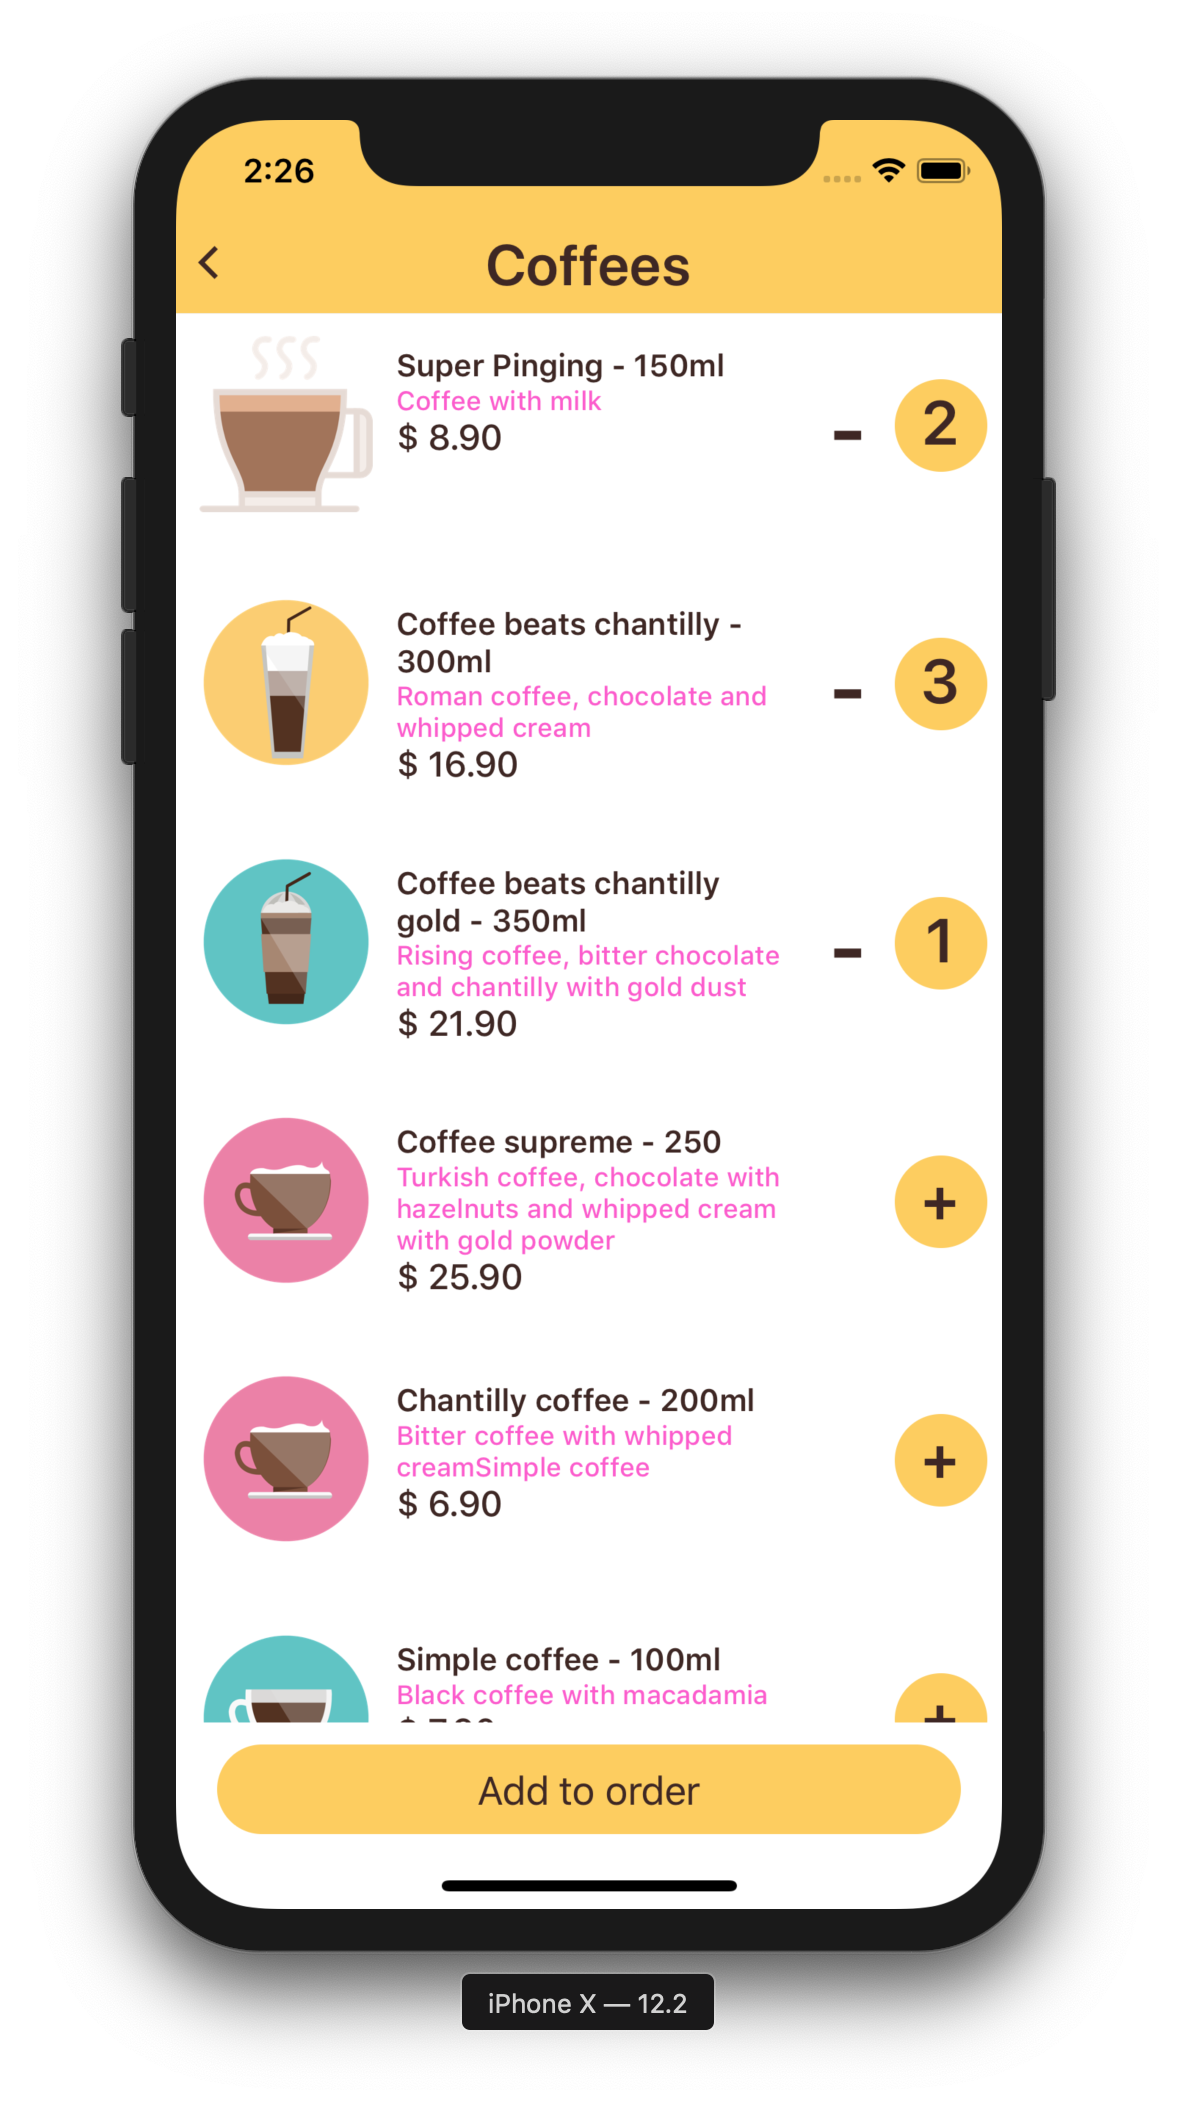 2:26
Coffees
Super Pinging - 150ml
Coffee with milk
$ 8.90
- 2
Coffee beats chantilly -
300ml
Roman coffee, chocolate and
whipped cream
$ 16.90
- 3
Coffee beats chantilly
gold - 350ml
Rising coffee, bitter chocolate
and chantilly with gold dust
$ 21.90
- 1
Coffee supreme - 250
Turkish coffee, chocolate with
hazelnuts and whipped cream
with gold powder
$ 25.90
+
Chantilly coffee - 200ml
Bitter coffee with whipped
creamSimple coffee
$ 6.90
+
Simple coffee - 100ml
Black coffee with macadamia
+
Add to order
iPhone X — 12.2